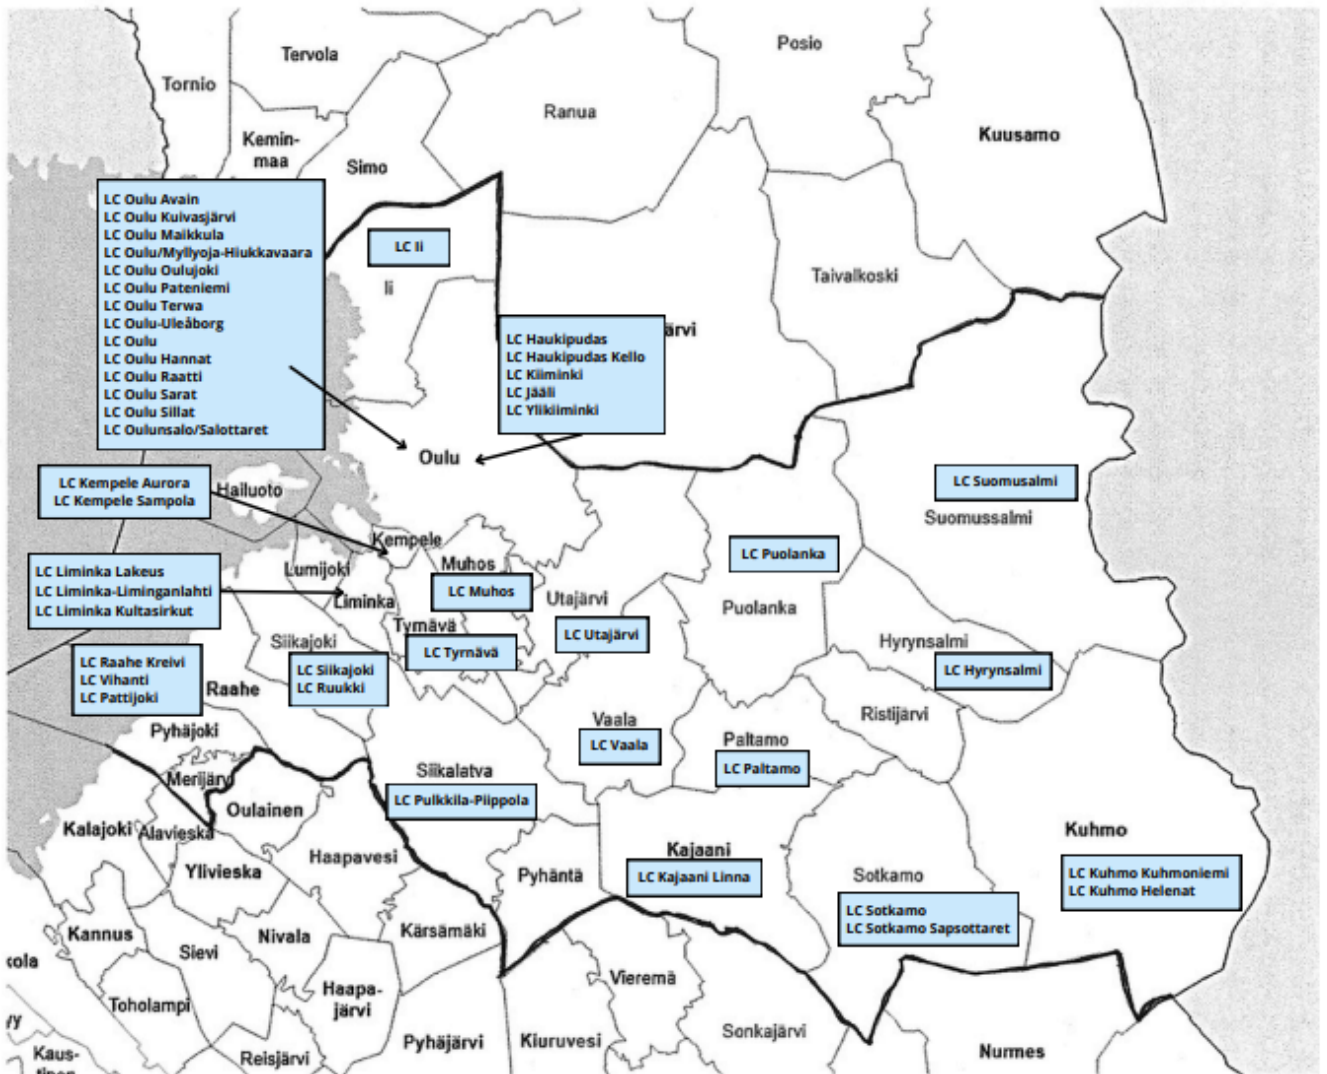 Tornio
Tervola
Posio
Ranua
Kemin-
maa
Simo
Kuusamo
LC Oulu Avain
LC Oulu Kuivasjärvi
LC Oulu Maikkula
LC Oulu/Myllyoja-Hiukkavaara
LC Oulu Oulujoki
LC Oulu Pateniemi
LC Oulu Terwa
LC Oulu-Uleåborg
LC Oulu
LC Oulu Hannat
LC Oulu Raatti
LC Oulu Sarat
LC Oulu Sillat
LC Oulunsalo/Salottaret
LC Ii
Ii
Taivalkoski
ärvi
LC Haukipudas
LC Haukipudas Kello
LC Kiiminki
LC Jääli
LC Ylikiiminki
Oulu
LC Kempele Aurora
LC Kempele Sampola
Hailuoto
LC Suomusalmi
Suomussalmi
Kempele
LC Puolanka
Puolanka
Lumijoki
Muhos
LC Muhos
LC Liminka Lakeus
LC Liminka-Liminganlahti
LC Liminka Kultasirkut
Liminka
Utajärvi
LC Utajärvi
Tyrnävä
LC Tyrnävä
Siikajoki
LC Siikajoki
LC Ruukki
Hyrynsalmi
LC Hyrynsalmi
LC Raahe Kreivi
LC Vihanti
LC Pattijoki
Raahe
Pyhäjoki
Vaala
LC Vaala
Ristijärvi
Paltamo
LC Paltamo
Siikalatva
LC Pulkkila-Piippola
Merijärv
Oulainen
Kalajoki
Alavieska
Ylivieska
Haapavesi
Pyhäntä
Kajaani
LC Kajaani Linna
Kuhmo
LC Kuhmo Kuhmoniemi
LC Kuhmo Helenat
Sotkamo
LC Sotkamo
LC Sotkamo Sapsottaret
Kannus
Sievi
Nivala
Kärsämäki
kola
Toholampi
Haapa-
järvi
Vieremä
Sonkajärvi
yy
Kaus-
tinen
Reisjärvi
Pyhäjärvi
Kiuruvesi
Nurmes